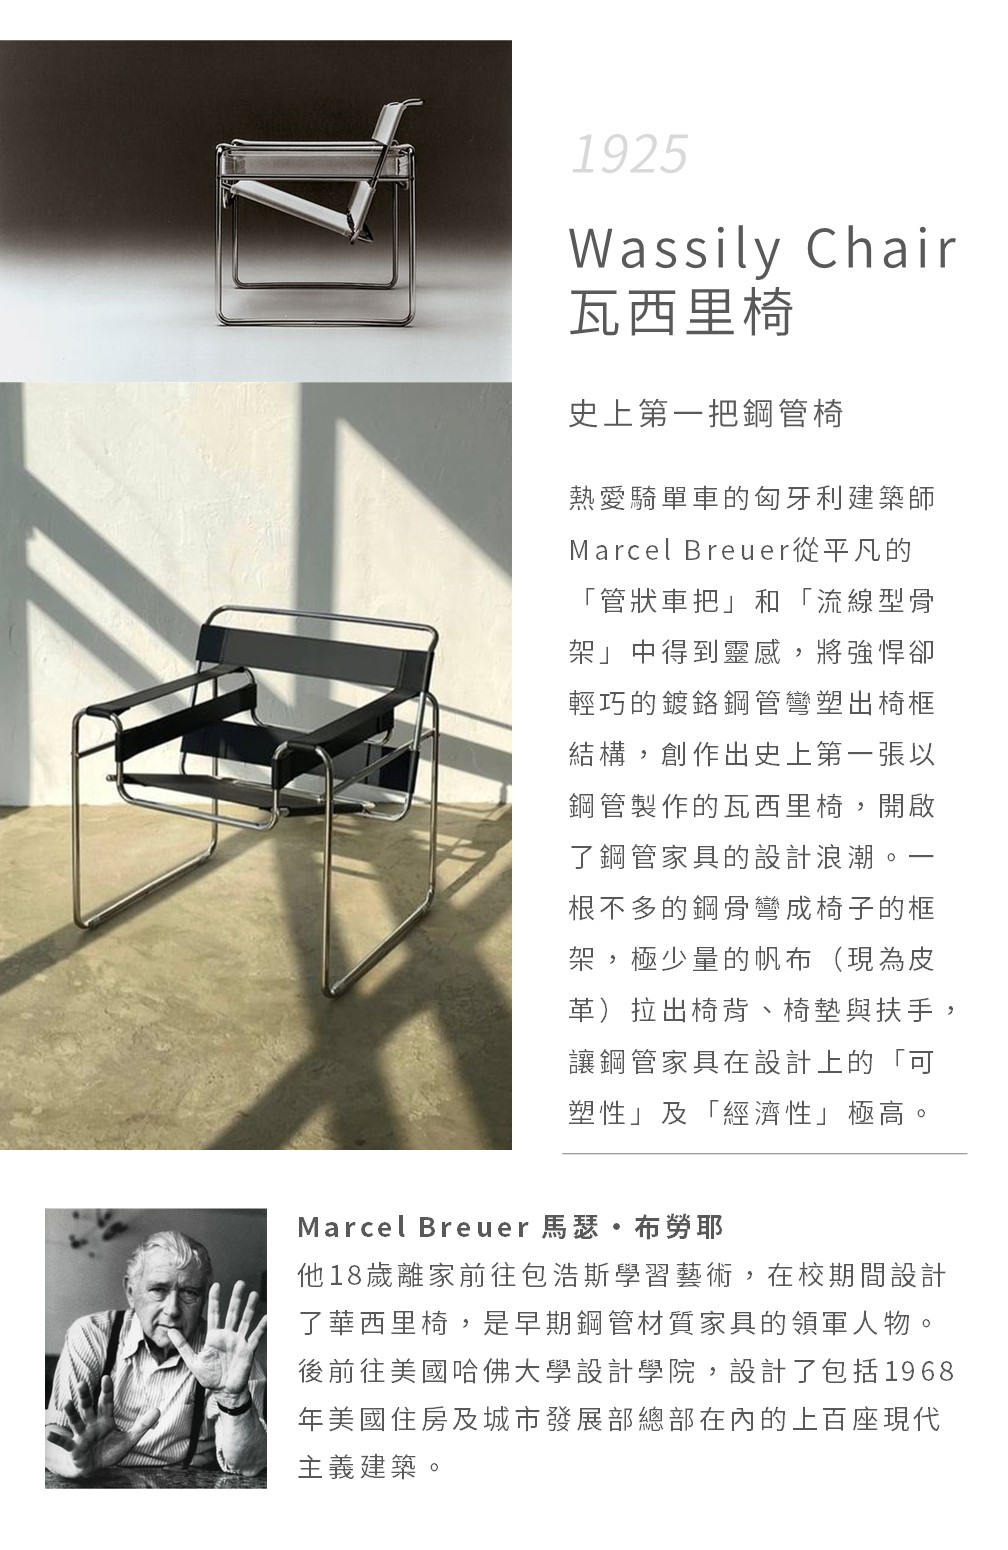 1925
Wassily Chair
瓦西里椅
史上第一把鋼管椅
熱愛騎單車的匈牙利建築師
Marcel Breuer從平凡的
「管狀車把」和「流線型骨
架」中得到靈感，將強悍卻
輕巧的鍍鉻鋼管彎塑出椅框
結構，創作出史上第一張以
鋼管製作的瓦西里椅，開啟
了鋼管家具的設計浪潮。一
根不多的鋼骨彎成椅子的框
架，極少量的帆布（現為皮
革）拉出椅背、椅墊與扶手，
讓鋼管家具在設計上的「可
塑性」及「經濟性」極高。
Marcel Breuer 馬瑟・布勞耶
他18歲離家前往包浩斯學習藝術，在校期間設計
了華西里椅，是早期鋼管材質家具的領軍人物。
後前往美國哈佛大學設計學院，設計了包括1968
年美國住房及城市發展部總部在內的上百座現代
主義建築。